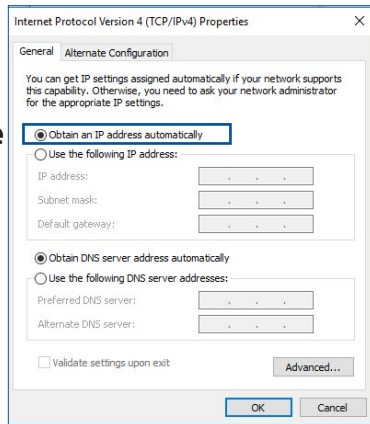 Internet Protocol Version 4 (TCP/IPv4) Properties
General Alternate Configuration
You can get IP settings assigned automatically if your network supports
this capability. Otherwise, you need to ask your network administrator
for the appropriate IP settings.
e
Obtain an IP address automatically
Use the following IP address:
IP address:
Subnet mask:
Default gateway:
Obtain DNS server address automatically
Use the following DNS server addresses:
Preferred DNS server:
Alternate DNS server:
Validate settings upon exit
Advanced...
OK Cancel